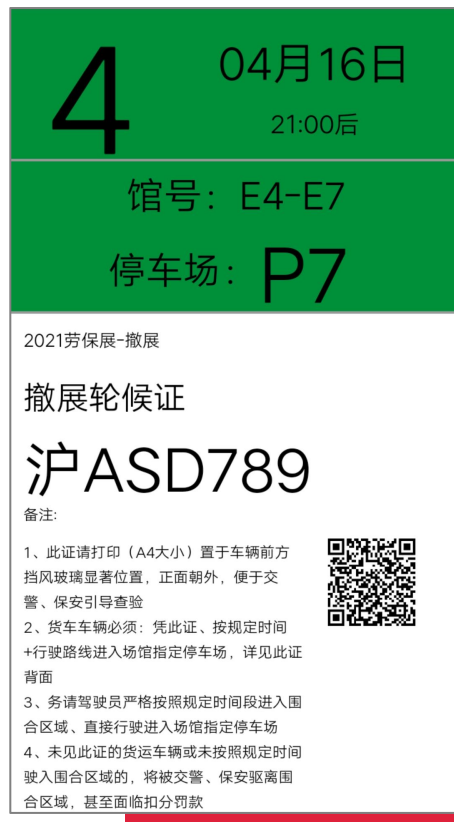 4
04月16日
21:00后
馆号：E4-E7
停车场：P7
2021劳保展-撤展
撤展轮候证
沪ASD789
备注:
1、此证请打印（A4大小）置于车辆前方
挡风玻璃显著位置，正面朝外，便于交
警、保安引导查验
2、货车车辆必须：凭此证、按规定时间
+行驶路线进入场馆指定停车场，详见此证
背面
3、务请驾驶员严格按照规定时间段进入围
合区域、直接行驶进入场馆指定停车场
4、未见此证的货运车辆或未按照规定时间
驶入围合区域的，将被交警、保安驱离围
合区域，甚至面临扣分罚款